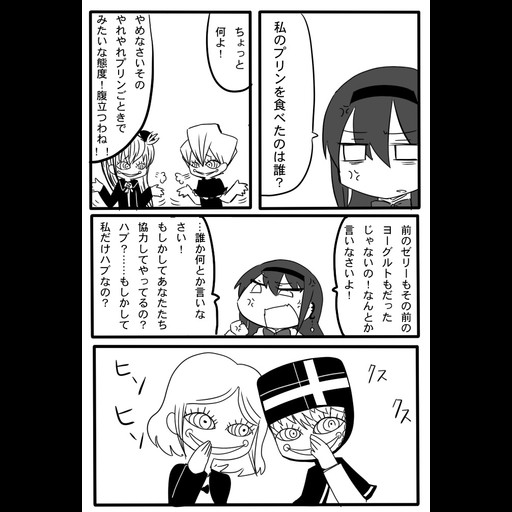 私のプリンを食べたのは誰?
ちょっと
何よ!
やめなさいその
やれやれプリンごときで
みたいな態度!腹立つわね!
前のゼリーもその前の
ヨーグルトもだった
じゃないの!なんとか
言いなさいよ!
…誰か何とか言いな
さい!
もしかしてあなたたち
協力してやってるの?
ハブ?……もしかして
私だけハブなの?
クス
クス
ヒソ
ヒソ